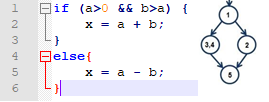 1 if (a>0 && b>a) {
2 x = a + b;
3 }
4 else{
5 x = a - b;
6 }
1
3,4 2
5